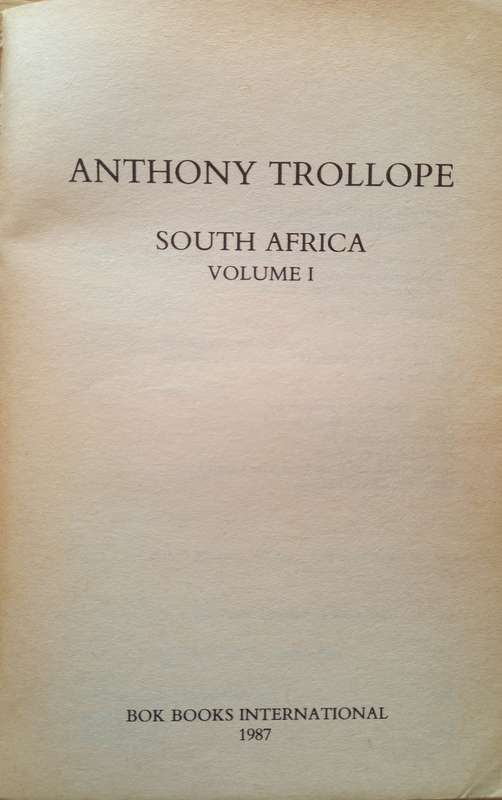 ANTHONY TROLLOPE
SOUTH AFRICA
VOLUME I
BOK BOOKS INTERNATIONAL
1987